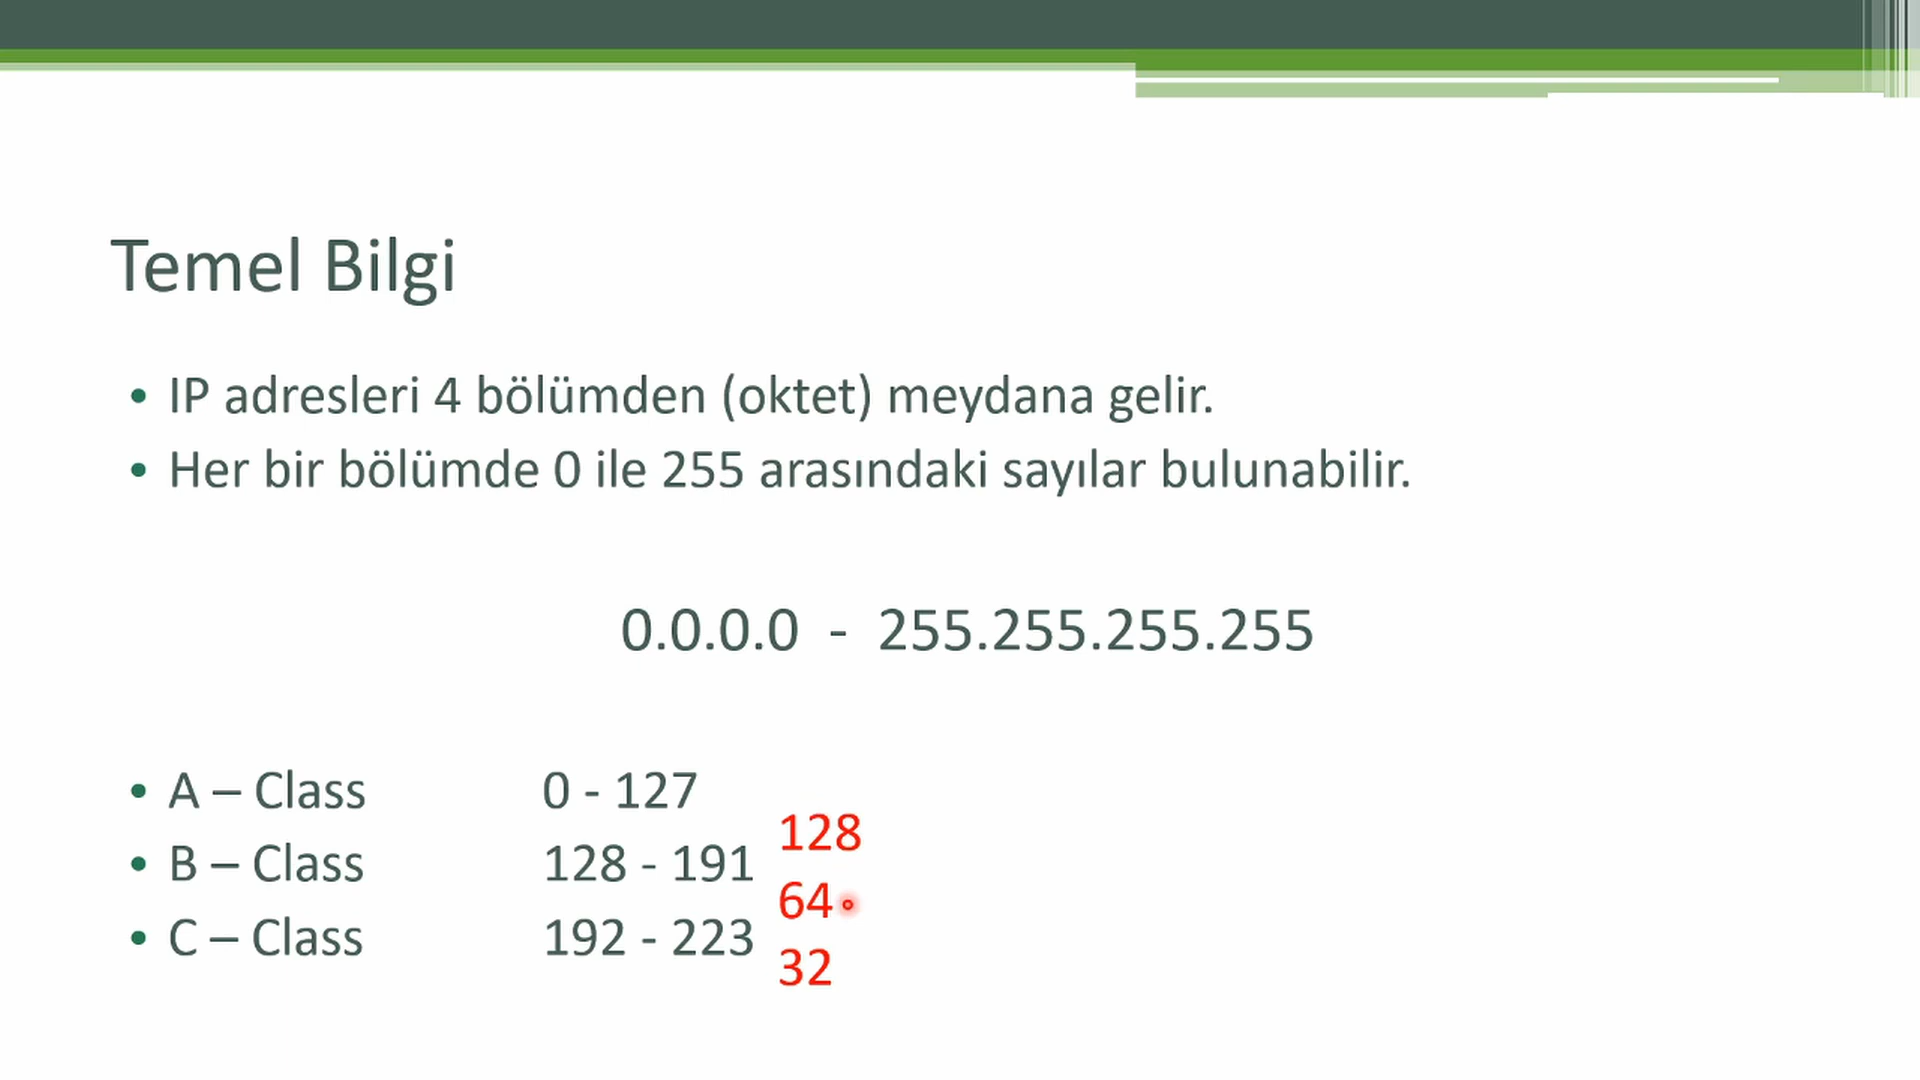 Temel Bilgi
• IP adresleri 4 bölümden (oktet) meydana gelir.
• Her bir bölümde 0 ile 255 arasındaki sayılar bulunabilir.
0.0.0.0 - 255.255.255.255
• A – Class 0 - 127
128
• B – Class 128 - 191
64
• C – Class 192 - 223
32